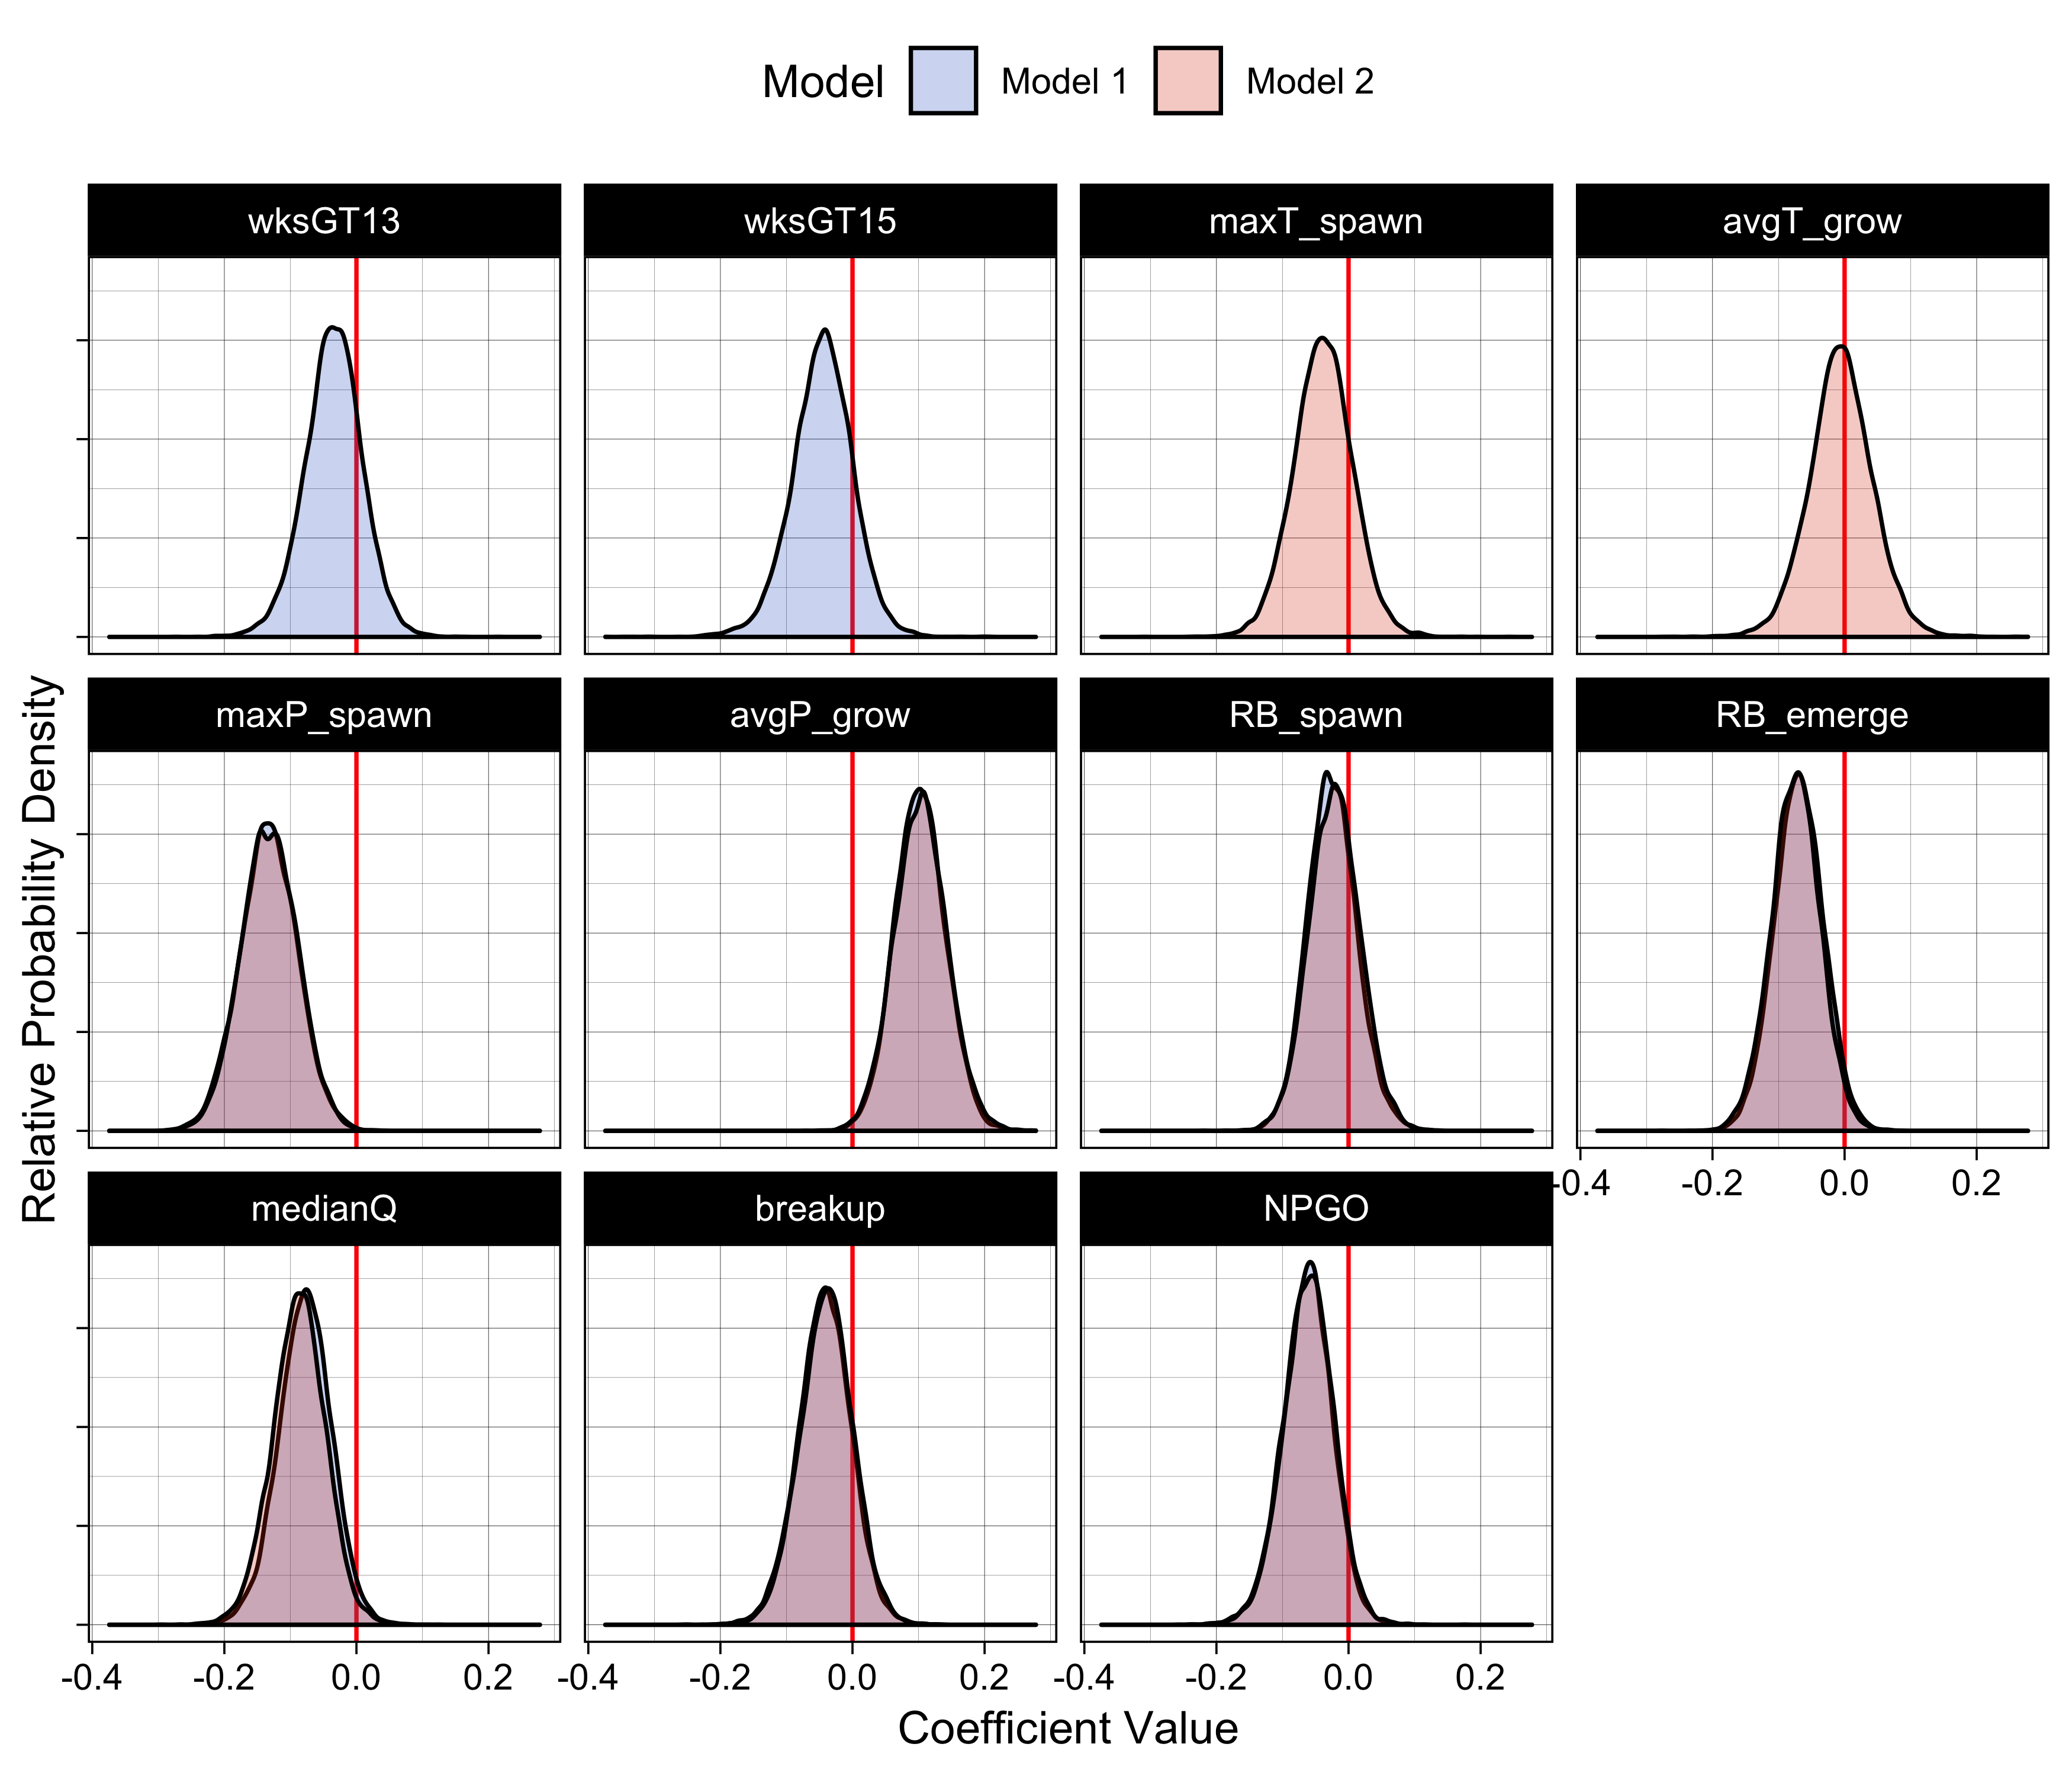 Model Model 1 Model 2
wksGT13 wksGT15 maxT_spawn avgT_grow
Relative Probability Density
maxP_spawn avgP_grow RB_spawn RB_emerge
-0.4 -0.2 0.0 0.2
medianQ breakup NPGO
-0.4 -0.2 0.0 0.2 -0.4 -0.2 0.0 0.2 -0.4 -0.2 0.0 0.2
Coefficient Value